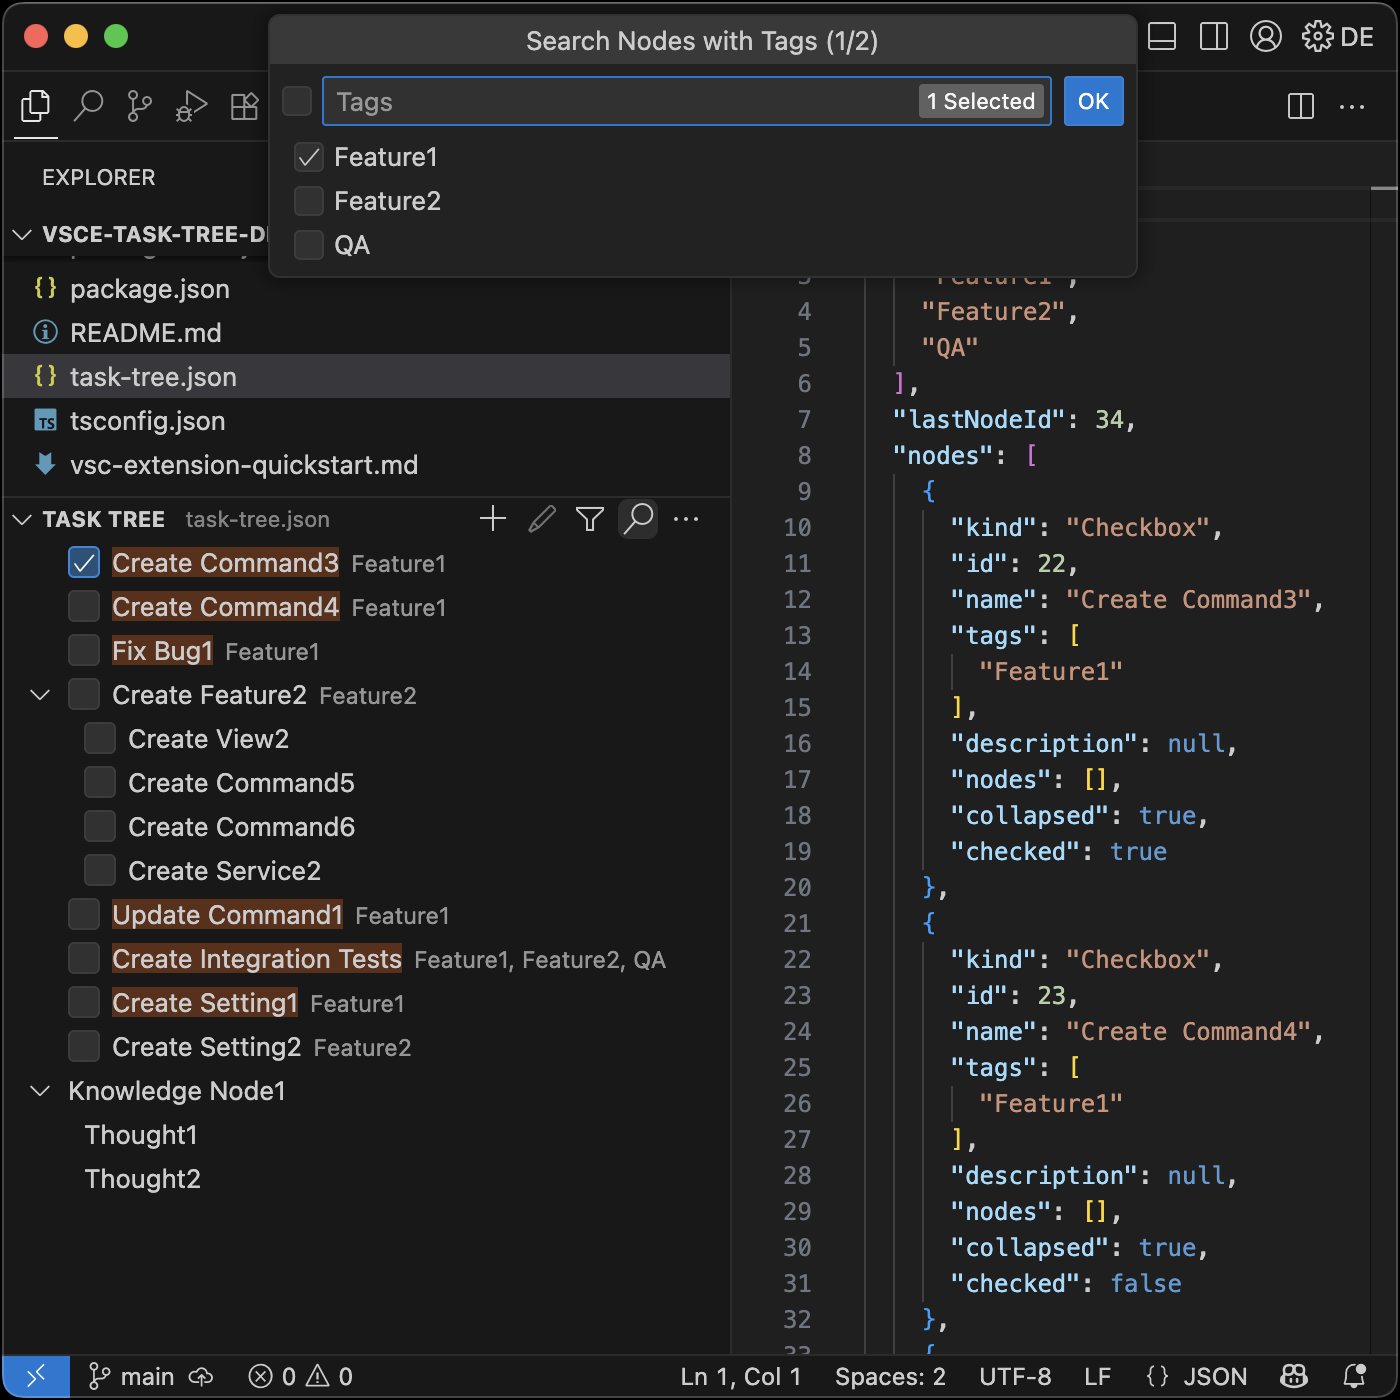 Search Nodes with Tags (1/2)
DE
Tags
1 Selected
OK
Feature1
Feature2
QA
EXPLORER
VSCE-TASK-TREE-D
package.json
README.md
task-tree.json
tsconfig.json
vsc-extension-quickstart.md
TASK TREE task-tree.json
Create Command3 Feature1
Create Command4 Feature1
Fix Bug1 Feature1
Create Feature2 Feature2
Create View2
Create Command5
Create Command6
Create Service2
Update Command1 Feature1
Create Integration Tests Feature1, Feature2, QA
Create Setting1 Feature1
Create Setting2 Feature2
Knowledge Node1
Thought1
Thought2
3 "Feature1",
4 "Feature2",
5 "QA"
6 ],
7 "lastNodeId": 34,
8 "nodes": [
9 {
10 "kind": "Checkbox",
11 "id": 22,
12 "name": "Create Command3",
13 "tags": [
14 "Feature1"
15 ],
16 "description": null,
17 "nodes": [],
18 "collapsed": true,
19 "checked": true
20 },
21 {
22 "kind": "Checkbox",
23 "id": 23,
24 "name": "Create Command4",
25 "tags": [
26 "Feature1"
27 ],
28 "description": null,
29 "nodes": [],
30 "collapsed": true,
31 "checked": false
32 },
33 {
main 0 0 Ln 1, Col 1 Spaces: 2 UTF-8 LF {} JSON